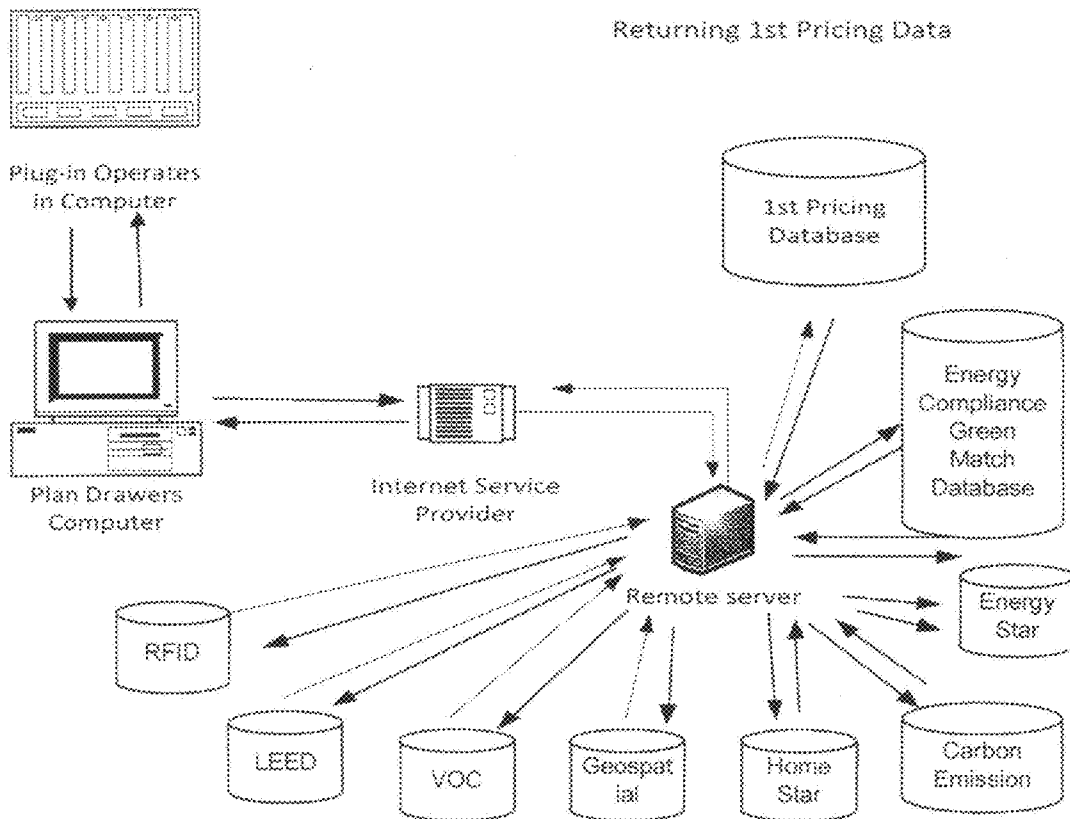 Returning 1st Pricing Data
Plug-in Operates
in Computer
1st Pricing
Database
Energy
Compliance
Green
Match
Database
Plan Drawers
Computer
Internet Service
Provider
Remote server
Energy
Star
RFID
LEED
VOC
Geospat
ial
Home
Star
Carbon
Emission